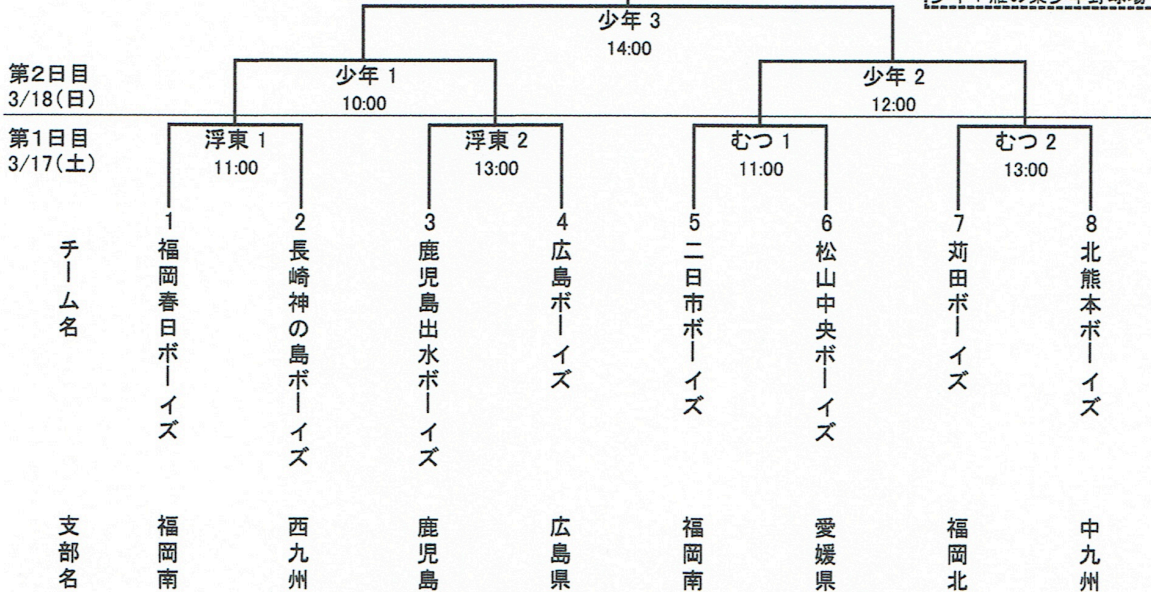 少年 3
14:00
第2日目
3/18(日)
少年 1
10:00
少年 2
12:00
第1日目
3/17(土)
浮東 1
11:00
浮東 2
13:00
むつ 1
11:00
むつ 2
13:00
チーム名
1
福岡春日ボーイズ
2
長崎神の島ボーイズ
3
鹿児島出水ボーイズ
4
広島ボーイズ
5
二日市ボーイズ
6
松山中央ボーイズ
7
苅田ボーイズ
8
北熊本ボーイズ
支部名
福岡南
西九州
鹿児島
広島県
福岡南
愛媛県
福岡北
中九州